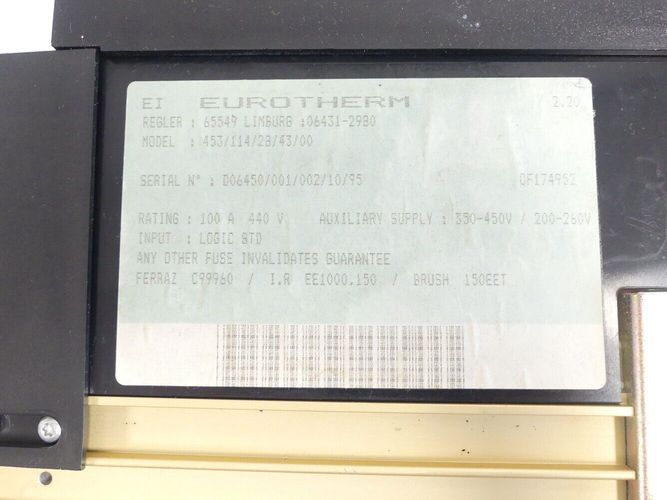 EI EUROTHERM 2.20
REGLER : 65549 LIMBURG :06431-2980
MODEL : 453/114/28/43/00
SERIAL N° : D06450/001/002/10/95 OF174982
RATING : 100 A 440 V AUXILIARY SUPPLY : 350-450V / 200-260V
INPUT : LOGIC STD
ANY OTHER FUSE INVALIDATES GUARANTEE
FERRAZ C99960 / I.R EE1000.150 / BRUSH 150EET